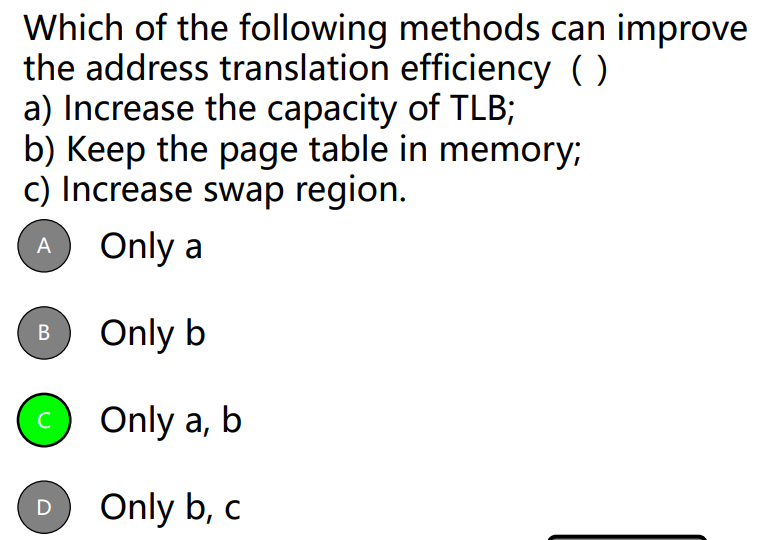 Which of the following methods can improve
the address translation efficiency ( )
a) Increase the capacity of TLB;
b) Keep the page table in memory;
c) Increase swap region.
A Only a
B Only b
C Only a, b
D Only b, c